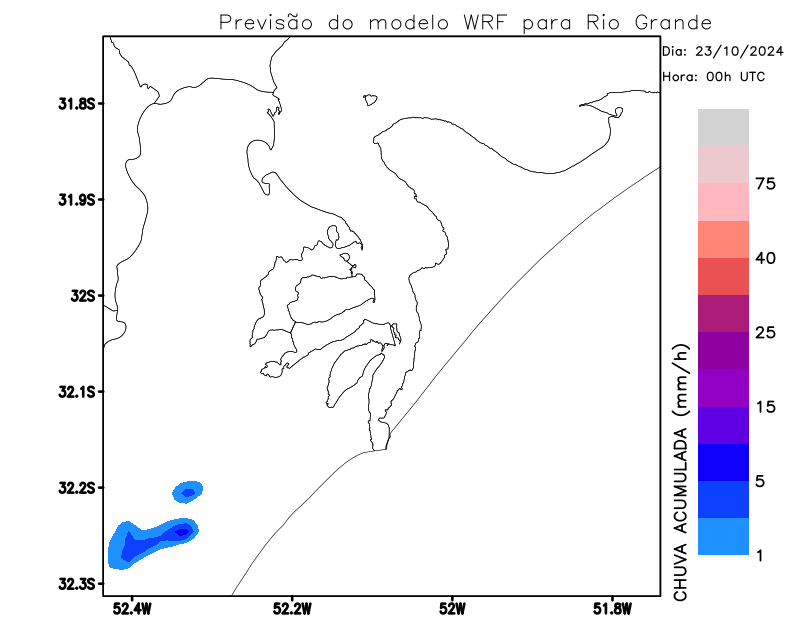 Previsão do modelo WRF para Rio Grande
Dia: 23/10/2024
Hora: 00h UTC
31.8S
31.9S
32S
32.1S
32.2S
32.3S
52.4W
52.2W
52W
51.8W
75
40
25
15
5
1
CHUVA ACUMULADA (mm/h)